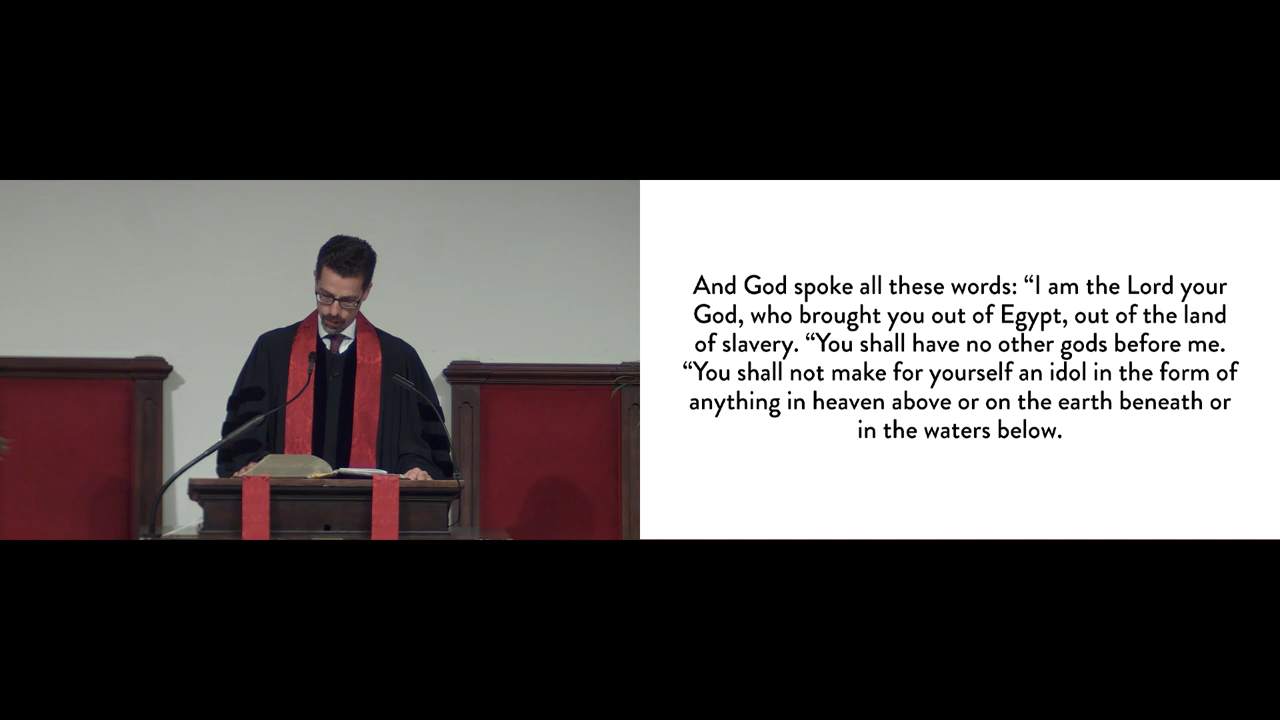 And God spoke all these words: “I am the Lord your
God, who brought you out of Egypt, out of the land
of slavery. “You shall have no other gods before me.
“You shall not make for yourself an idol in the form of
anything in heaven above or on the earth beneath or
in the waters below.